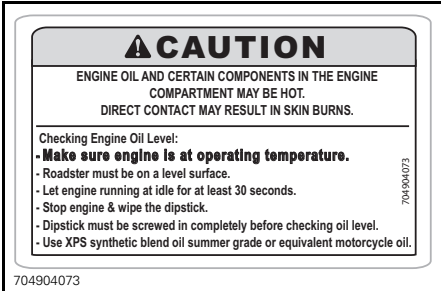 CAUTION
ENGINE OIL AND CERTAIN COMPONENTS IN THE ENGINE
COMPARTMENT MAY BE HOT.
DIRECT CONTACT MAY RESULT IN SKIN BURNS.
Checking Engine Oil Level:
- Make sure engine is at operating temperature.
- Roadster must be on a level surface.
- Let engine running at idle for at least 30 seconds.
- Stop engine & wipe the dipstick.
- Dipstick must be screwed in completely before checking oil level.
- Use XPS synthetic blend oil summer grade or equivalent motorcycle oil.
704904073
704904073